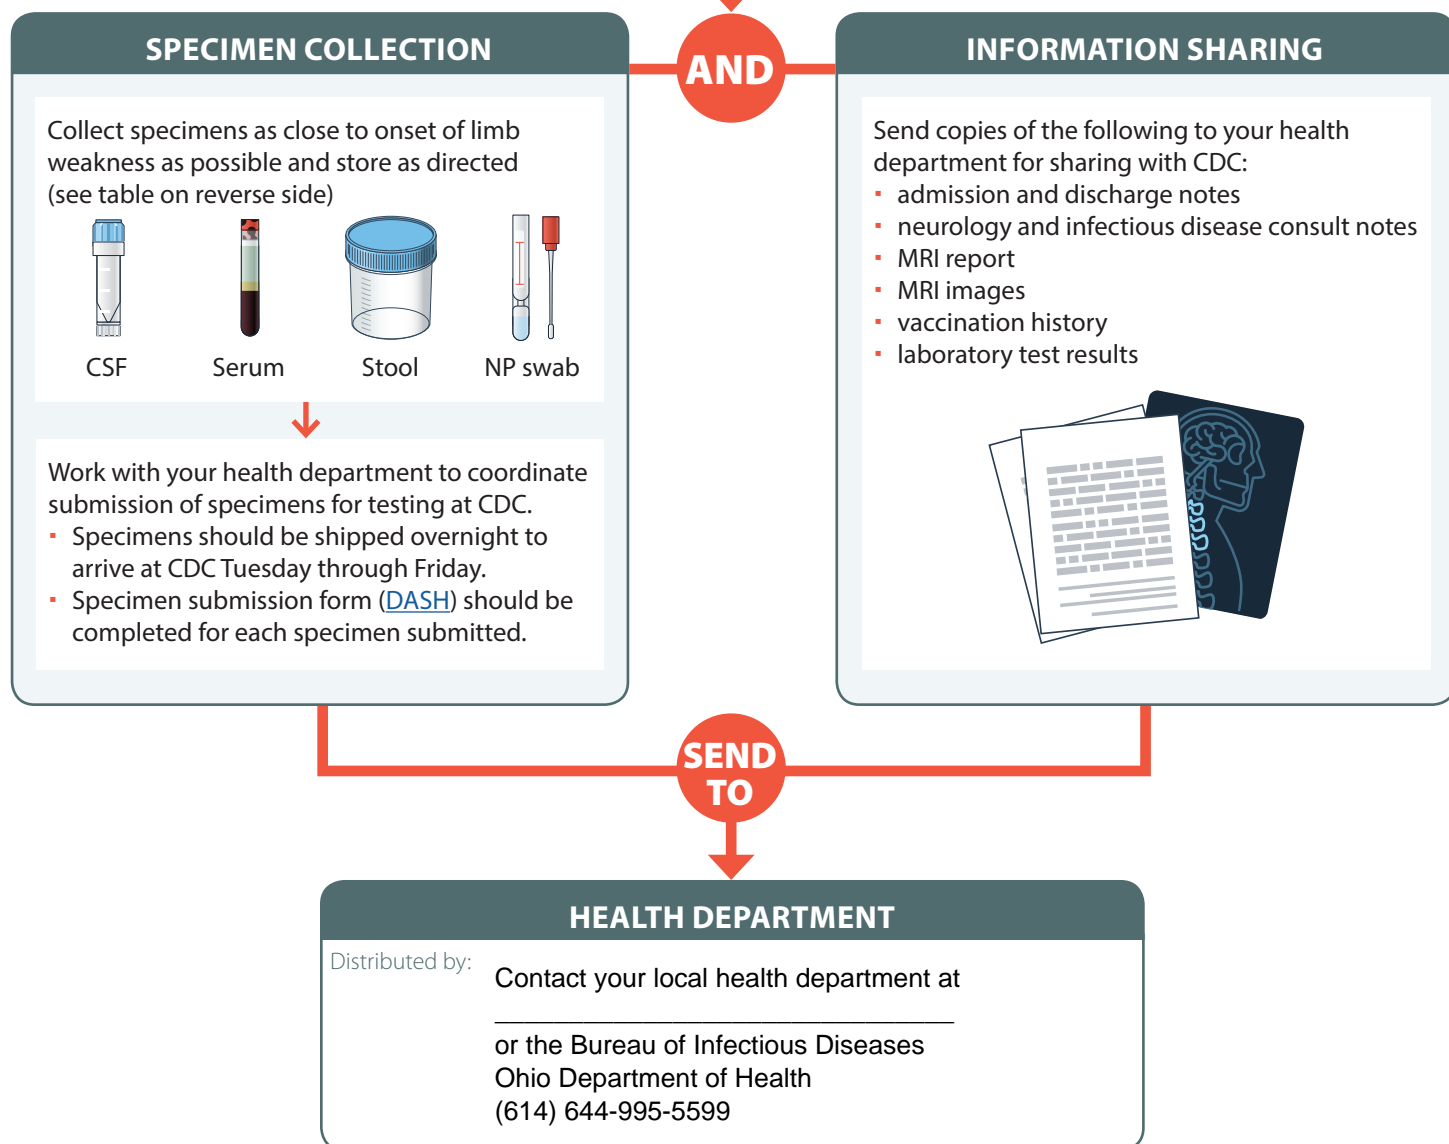 AND
SPECIMEN COLLECTION
Collect specimens as close to onset of limb
weakness as possible and store as directed
(see table on reverse side)
CSF
Serum
Stool
NP swab
Work with your health department to coordinate
submission of specimens for testing at CDC.
▪ Specimens should be shipped overnight to
arrive at CDC Tuesday through Friday.
▪ Specimen submission form (DASH) should be
completed for each specimen submitted.
INFORMATION SHARING
Send copies of the following to your health
department for sharing with CDC:
▪ admission and discharge notes
▪ neurology and infectious disease consult notes
▪ MRI report
▪ MRI images
▪ vaccination history
▪ laboratory test results
SEND
TO
HEALTH DEPARTMENT
Distributed by:
Contact your local health department at
_______________________________
or the Bureau of Infectious Diseases
Ohio Department of Health
(614) 644-995-5599